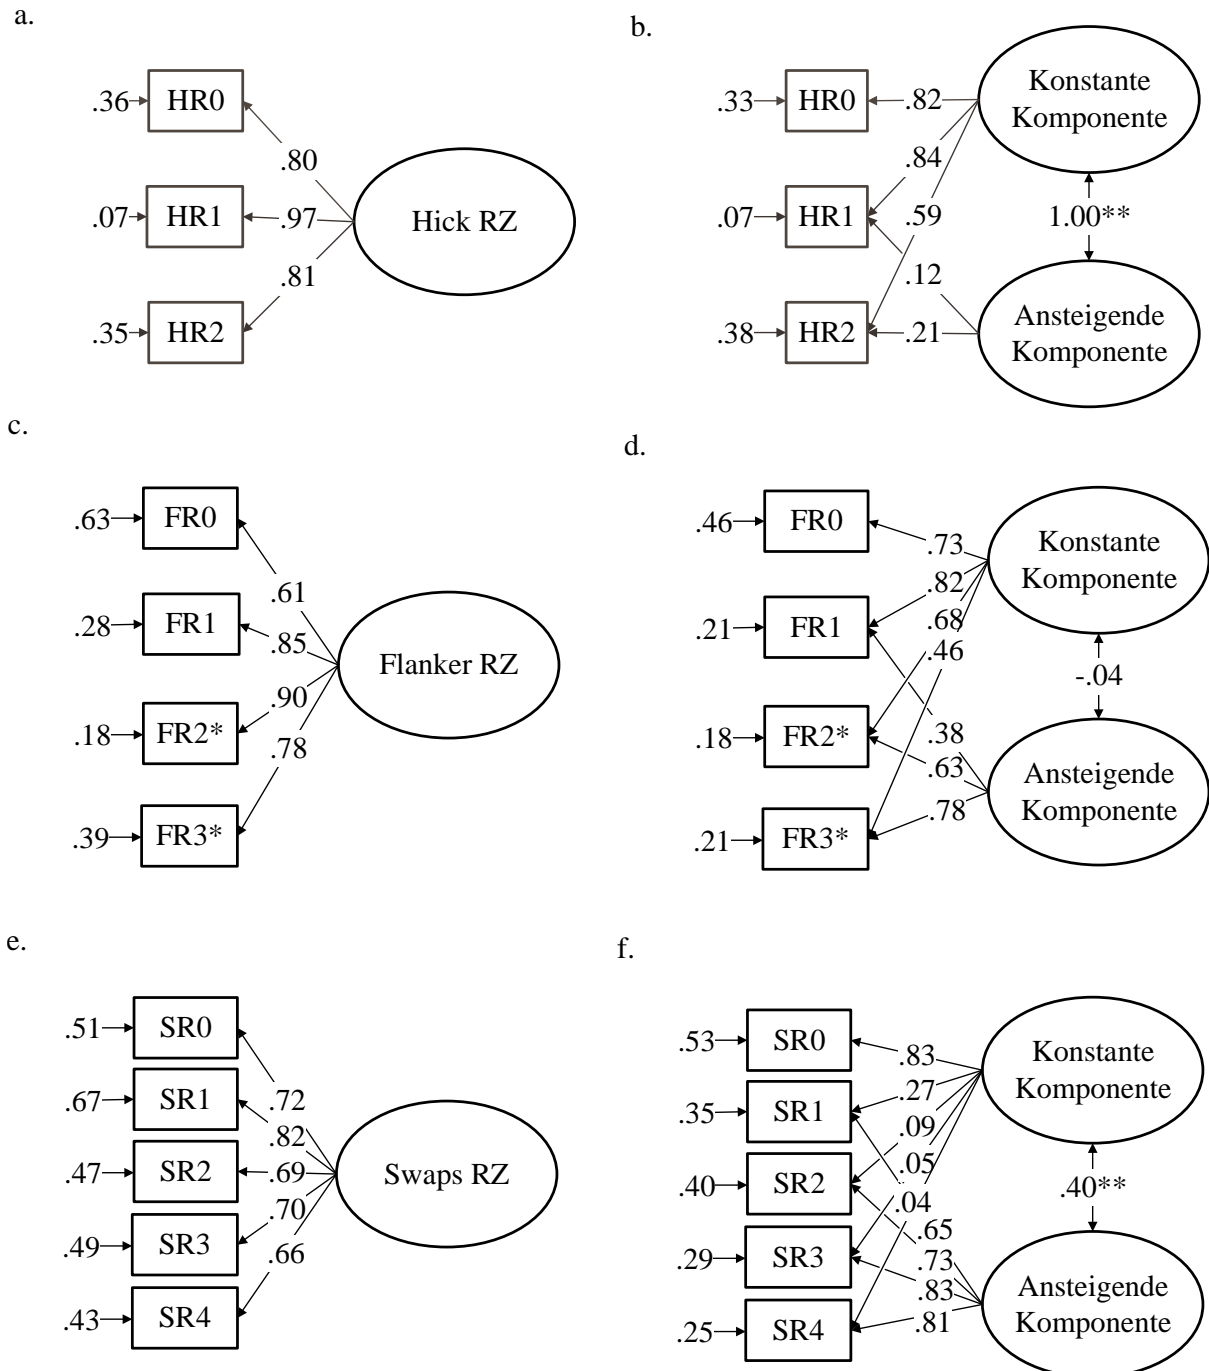 a.
.36
HR0
.80
.07
HR1
.97
Hick RZ
.81
.35
HR2
b.
.33
HR0
.82
Konstante
Komponente
.84
.07
HR1
.59
1.00**
.12
.38
HR2
.21
Ansteigende
Komponente
c.
.63
FR0
.61
.28
FR1
.85
Flanker RZ
.90
.18
FR2*
.78
.39
FR3*
d.
.46
FR0
.73
Konstante
Komponente
.82
.21
FR1
.68
.46
-.04
.18
FR2*
.38
.63
Ansteigende
Komponente
.78
.21
FR3*
e.
.51
SR0
.72
.67
SR1
.82
.47
SR2
.69
Swaps RZ
.70
.49
SR3
.66
.43
SR4
f.
.53
SR0
.83
Konstante
Komponente
.27
.35
SR1
.09
.05
.40
SR2
.04
.40**
.65
.73
.29
SR3
.83
Ansteigende
Komponente
.81
.25
SR4